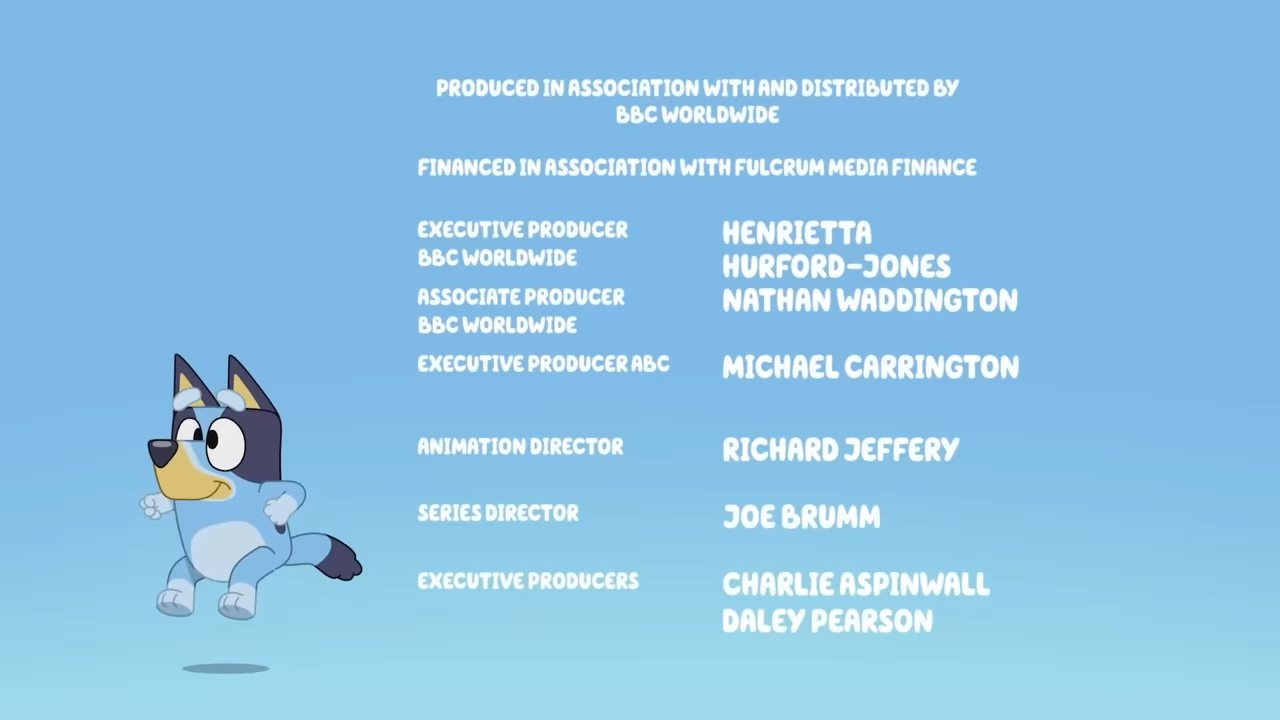 PRODUCED IN ASSOCIATION WITH AND DISTRIBUTED BY
BBC WORLDWIDE
FINANCED IN ASSOCIATION WITH FULCRUM MEDIA FINANCE
EXECUTIVE PRODUCER
BBC WORLDWIDE
HENRIETTA
HURFORD-JONES
ASSOCIATE PRODUCER
BBC WORLDWIDE
NATHAN WADDINGTON
EXECUTIVE PRODUCER ABC
MICHAEL CARRINGTON
ANIMATION DIRECTOR
RICHARD JEFFERY
SERIES DIRECTOR
JOE BRUMM
EXECUTIVE PRODUCERS
CHARLIE ASPINWALL
DALEY PEARSON